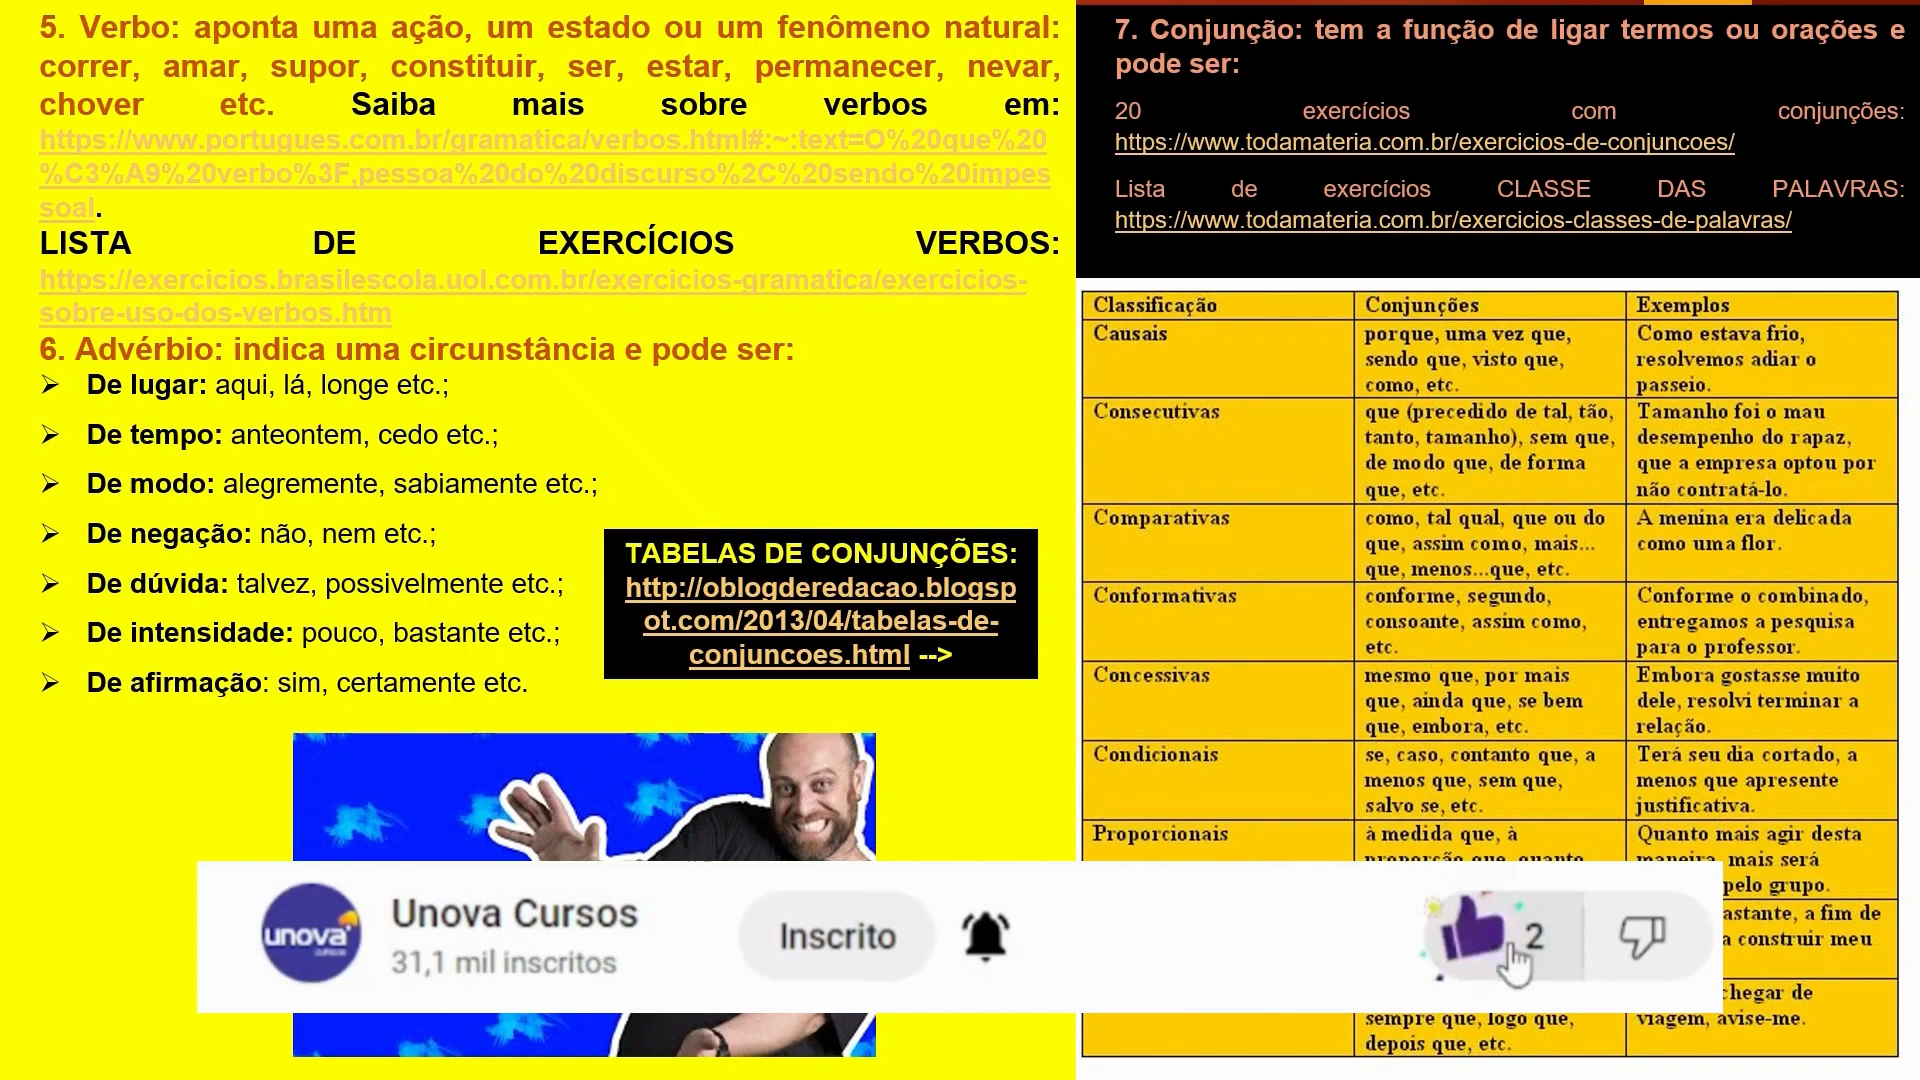 5. Verbo: aponta uma ação, um estado ou um fenômeno natural:
correr, amar, supor, constituir, ser, estar, permanecer, nevar,
chover etc. Saiba mais sobre verbos em:
https://www.portugues.com.br/gramatica/verbos.html#:~:text=O%20que%20
%C3%A9%20verbo%3F,pessoa%20do%20discurso%2C%20sendo%20impes
soal.
LISTA DE EXERCÍCIOS VERBOS:
https://exercicios.brasilescola.uol.com.br/exercicios-gramatica/exercicios-
sobre-uso-dos-verbos.htm
6. Advérbio: indica uma circunstância e pode ser:
➢ De lugar: aqui, lá, longe etc.;
➢ De tempo: anteontem, cedo etc.;
➢ De modo: alegremente, sabiamente etc.;
➢ De negação: não, nem etc.;
➢ De dúvida: talvez, possivelmente etc.;
➢ De intensidade: pouco, bastante etc.;
➢ De afirmação: sim, certamente etc.
TABELAS DE CONJUNÇÕES:
http://oblogderedacao.blogsp
ot.com/2013/04/tabelas-de-
conjuncoes.html -->
7. Conjunção: tem a função de ligar termos ou orações e
pode ser:
20 exercícios com conjunções:
https://www.todamateria.com.br/exercicios-de-conjuncoes/
Lista de exercícios CLASSE DAS PALAVRAS:
https://www.todamateria.com.br/exercicios-classes-de-palavras/
Classificação Conjunções Exemplos
Causais porque, uma vez que, Como estava frio,
sendo que, visto que, resolvemos adiar o
como, etc. passeio.
Consecutivas que (precedido de tal, tão, Tamanho foi o mau
tanto, tamanho), sem que, desempenho do rapaz,
de modo que, de forma que a empresa optou por
que, etc. não contratá-lo.
Comparativas como, tal qual, que ou do A menina era delicada
que, assim como, mais... como uma flor.
que, menos...que, etc.
Conformativas conforme, segundo, Conforme o combinado,
consoante, assim como, entregamos a pesquisa
etc. para o professor.
Concessivas mesmo que, por mais Embora gostasse muito
que, ainda que, se bem dele, resolvi terminar a
que, embora, etc. relação.
Condicionais se, caso, contanto que, a Terá seu dia cortado, a
menos que, sem que, menos que apresente
salvo se, etc. justificativa.
Proporcionais à medida que, à Quanto mais agir desta
proporção que, quanto maneira, mais será
pelo grupo.
a fim de
construir meu
chegar de
sempre que, logo que, viagem, avise-me.
depois que, etc.
unova
CURSOS
Unova Cursos
31,1 mil inscritos
Inscrito
2